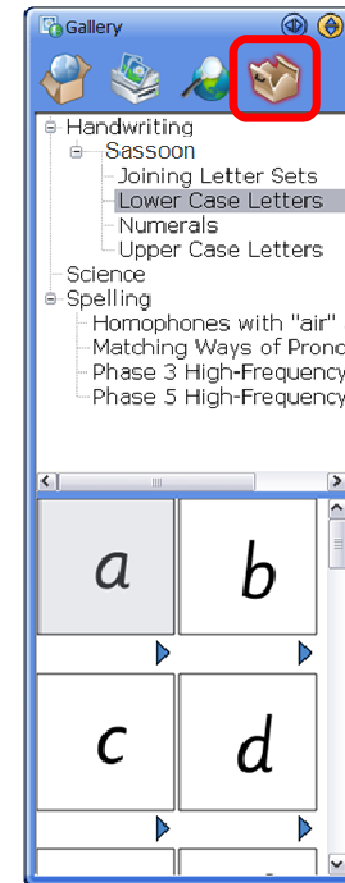 Gallery
Handwriting
Sassoon
Joining Letter Sets
Lower Case Letters
Numerals
Upper Case Letters
Science
Spelling
Homophones with "air"
Matching Ways of Prono
Phase 3 High-Frequency
Phase 5 High-Frequency
a b
c d